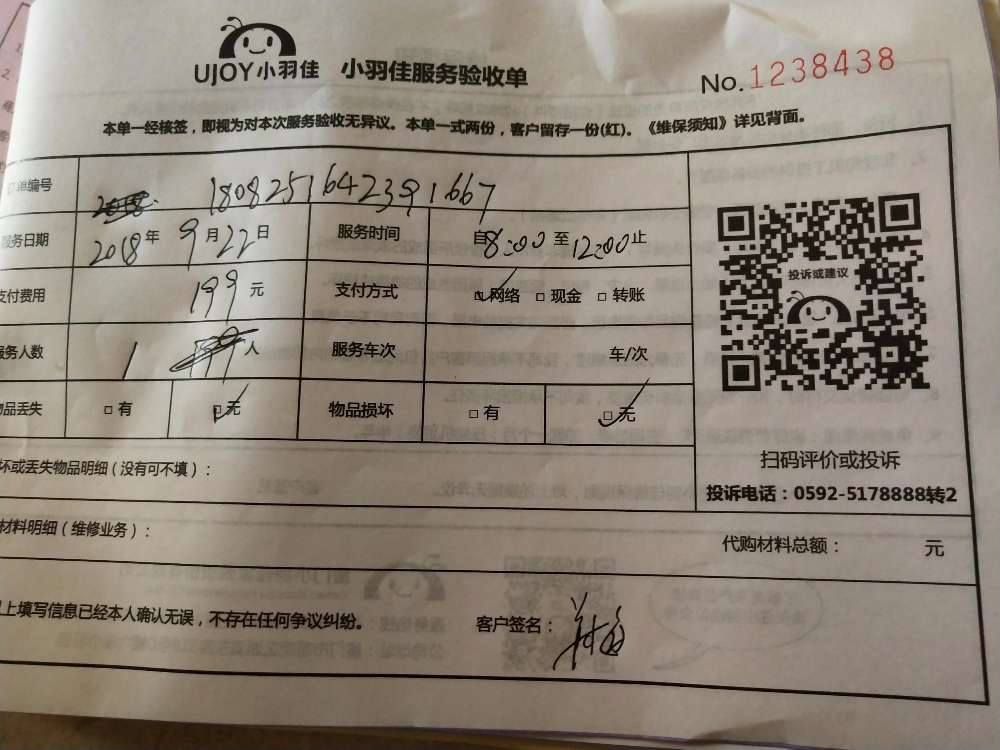 UJOY小羽佳 小羽佳服务验收单 No.1238438
本单一经核签，即视为对本次服务验收无异议。本单一式两份，客户留存一份(红)。《维保须知》详见背面。
单编号 1808251642391667
服务日期 2018年9月22日 服务时间 自8:00至12:00止
支付费用 199元 支付方式 □网络 □现金 □转账
服务人数 1人 服务车次 车/次
物品丢失 □有 □无 物品损坏 □有 □无
投诉或建议
扫码评价或投诉
投诉电话：0592-5178888转2
坏或丢失物品明细（没有可不填）：
材料明细（维修业务）： 代购材料总额： 元
上填写信息已经本人确认无误，不存在任何争议纠纷。 客户签名：